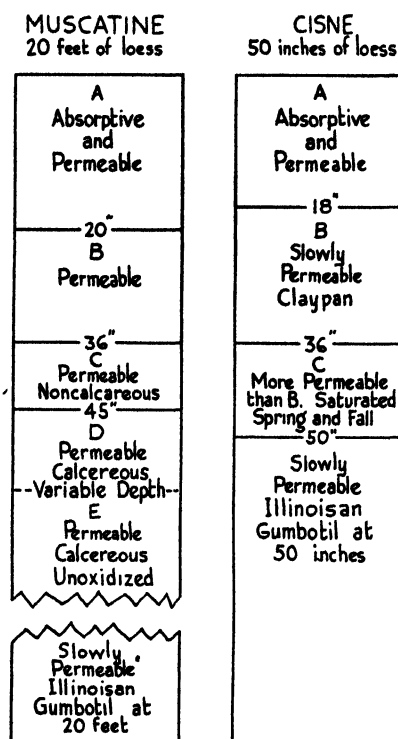 MUSCATINE
20 feet of loess
A
Absorptive
and
Permeable
20"
B
Permeable
36"
C
Permeable
Noncalcareous
45"
D
Permeable
Calcereous
--Variable Depth--
E
Permeable
Calcereous
Unoxidized
Slowly
Permeable"
Illinoisan
Gumbotil at
20 feet
CISNE
50 inches of loess
A
Absorptive
and
Permeable
18"
B
Slowly
Permeable
Claypan
36"
C
More Permeable
than B. Saturated
Spring and Fall
50"
Slowly
Permeable
Illinoisan
Gumbotil at
50 inches